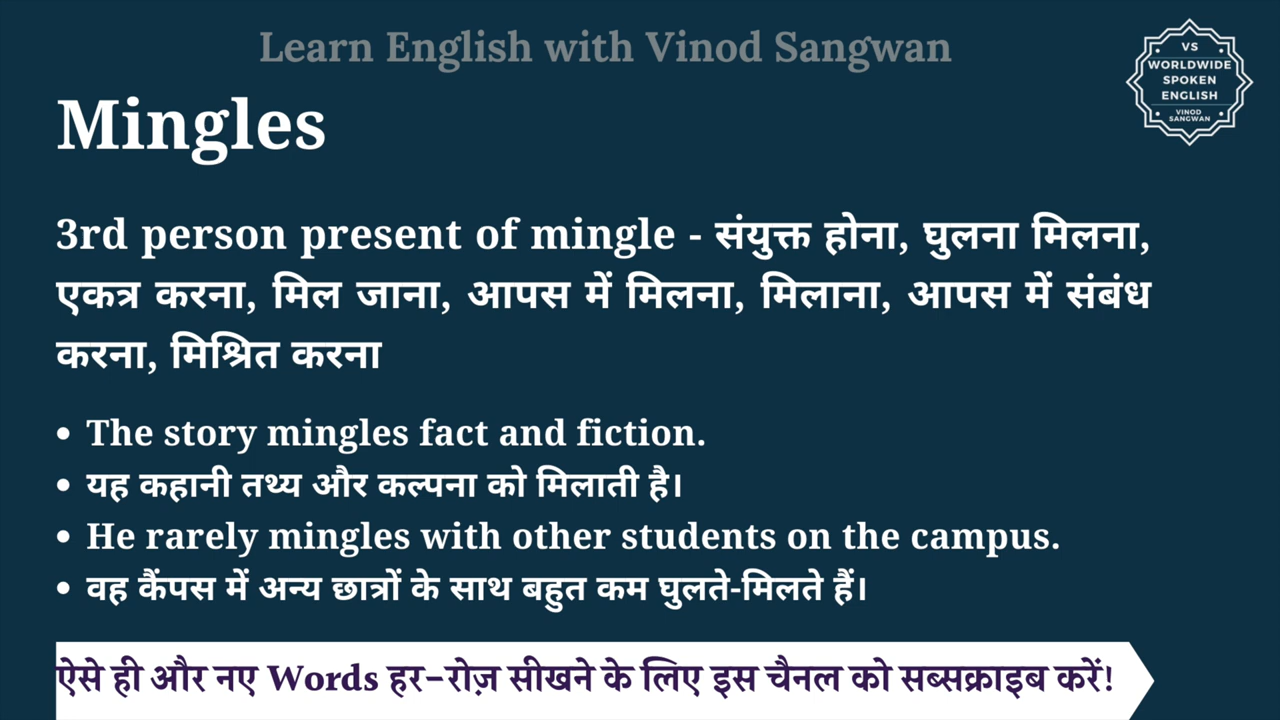 Learn English with Vinod Sangwan
VS
WORLDWIDE
SPOKEN
ENGLISH
VINOD
SANGWAN
Mingles
3rd person present of mingle - संयुक्त होना, घुलना मिलना,
एकत्र करना, मिल जाना, आपस में मिलना, मिलाना, आपस में संबंध
करना, मिश्रित करना
• The story mingles fact and fiction.
• यह कहानी तथ्य और कल्पना को मिलाती है।
• He rarely mingles with other students on the campus.
• वह कैंपस में अन्य छात्रों के साथ बहुत कम घुलते-मिलते हैं।
ऐसे ही और नए Words हर-रोज़ सीखने के लिए इस चैनल को सब्सक्राइब करें!